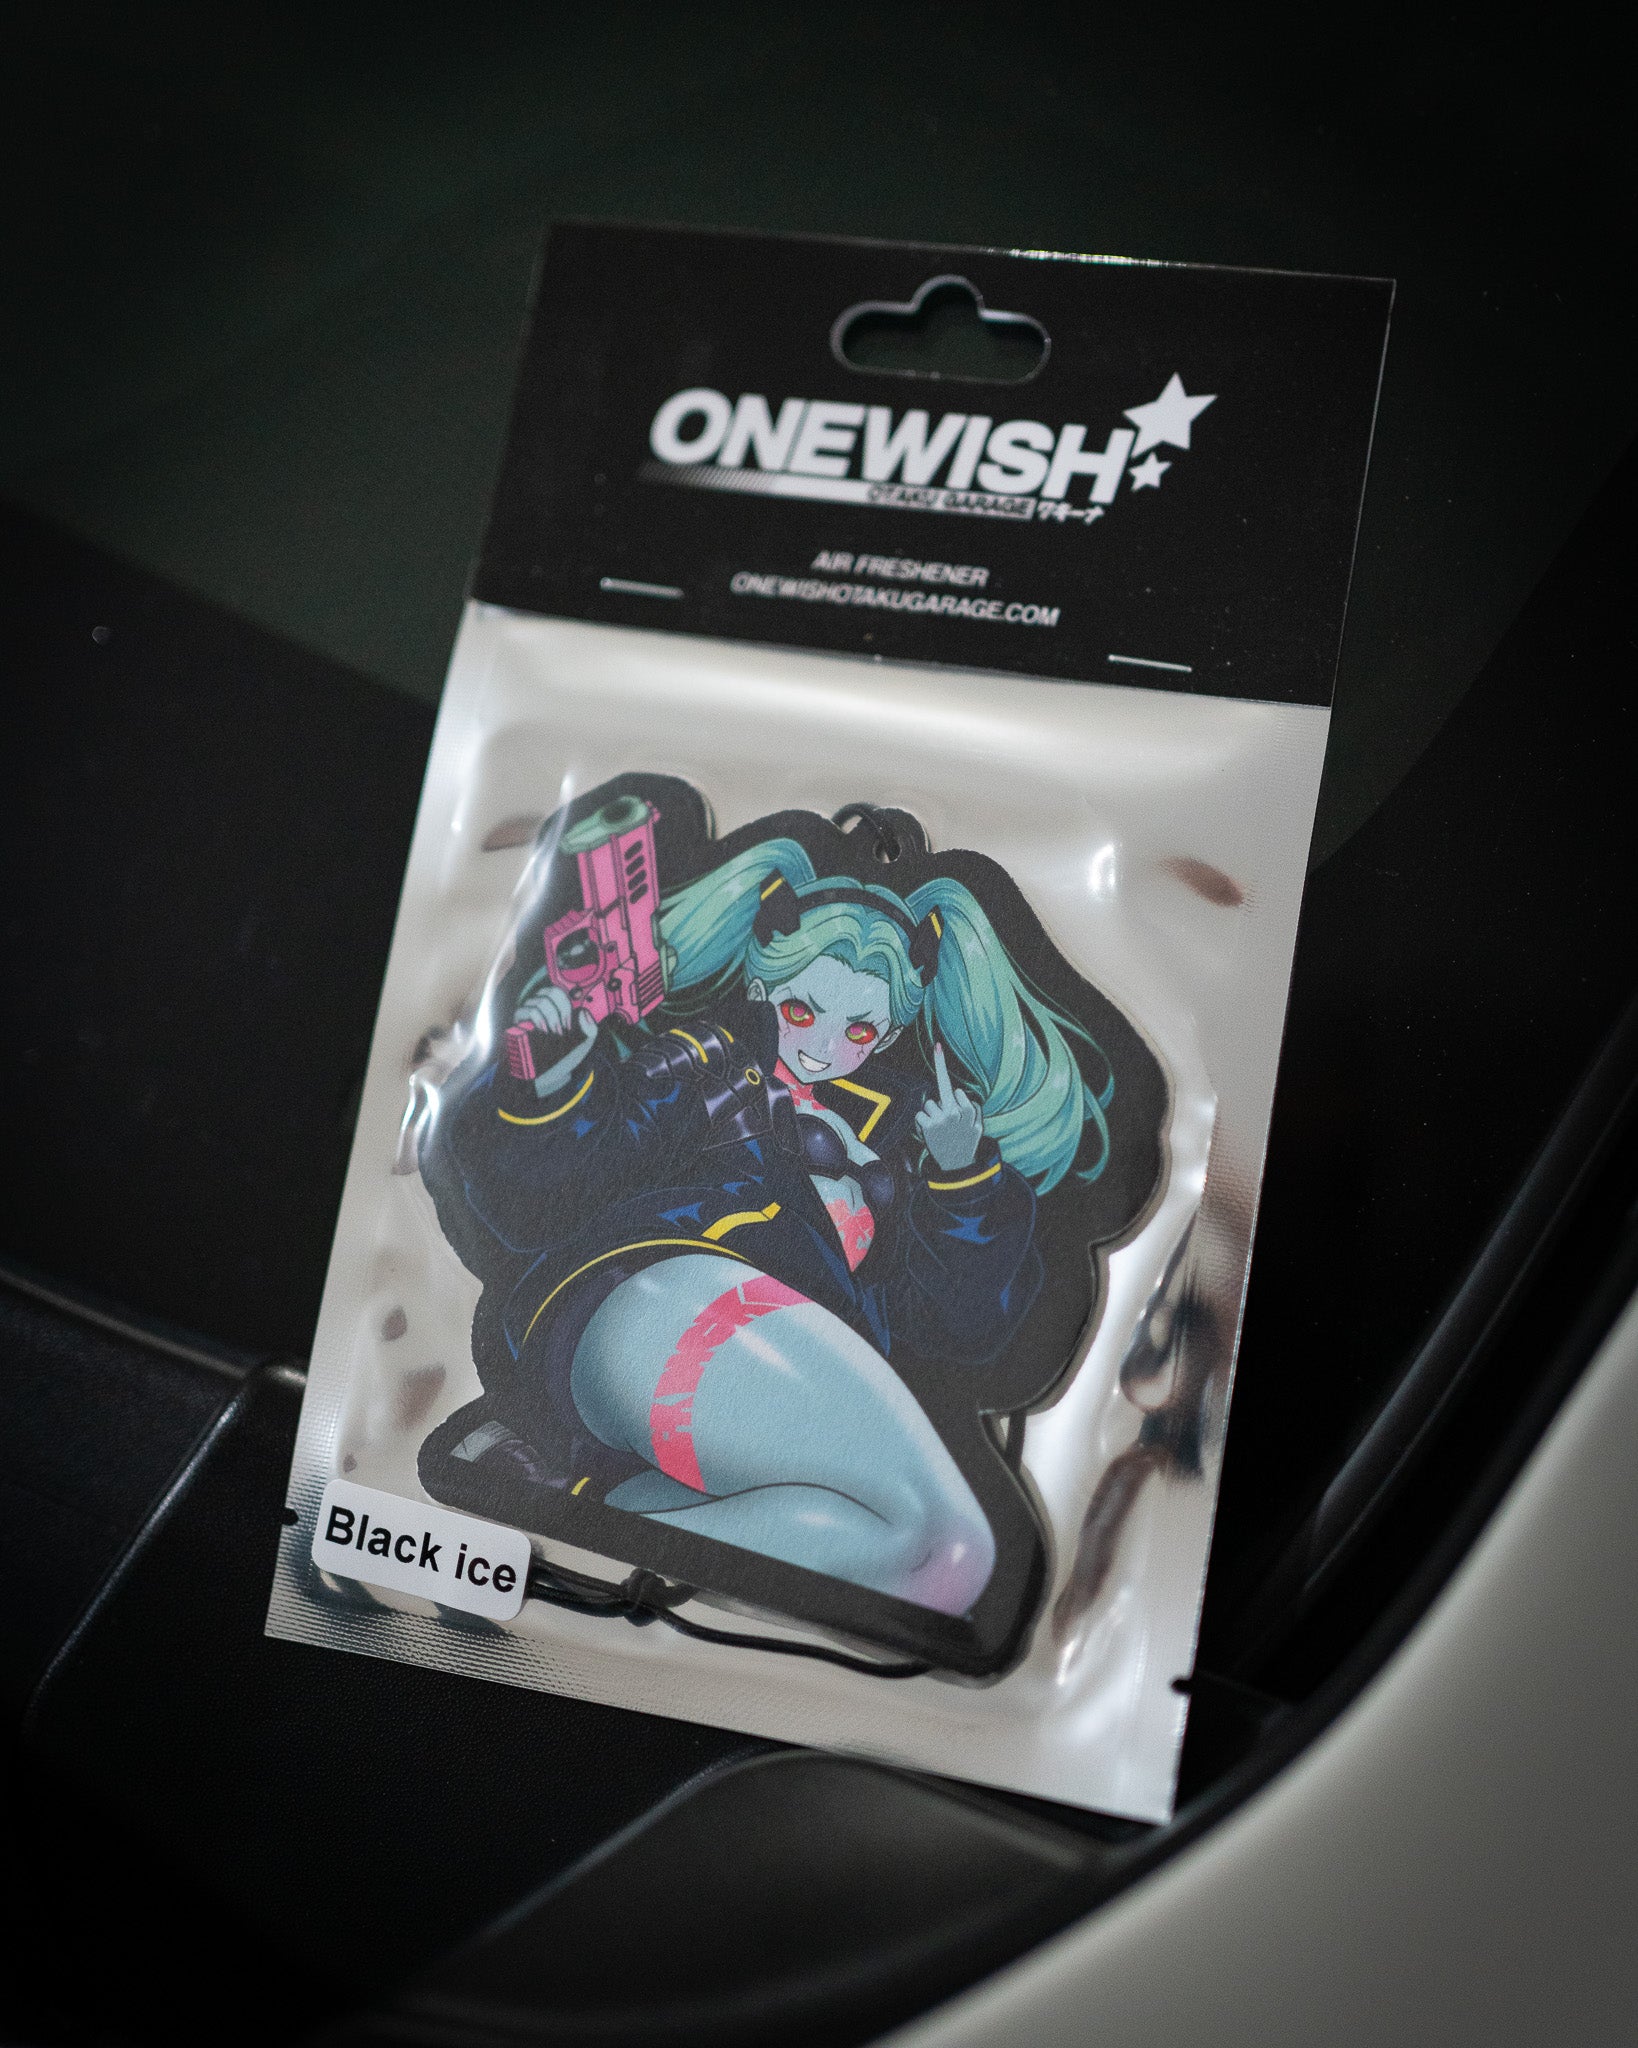 ONEWISH
OTAKU GARAGE ワキーナ
AIR FRESHENER
ONEWISHOTAKUGARAGE.COM
Black ice